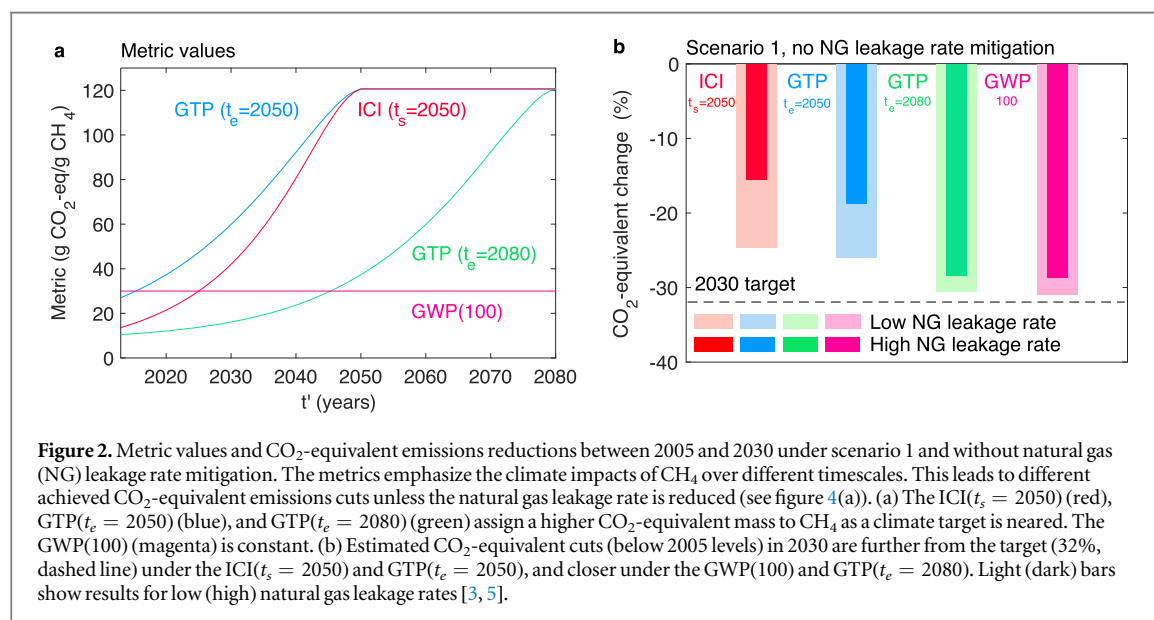 a Metric values
Metric (g CO2-eq/g CH4)
120
100
80
60
40
20
0
GTP (te=2050)
ICI (ts=2050)
GTP (te=2080)
GWP(100)
2020 2030 2040 2050 2060 2070 2080
t' (years)
b Scenario 1, no NG leakage rate mitigation
CO2-equivalent change (%)
0
-10
-20
-30
-40
ICI GTP GTP GWP
ts=2050 te=2050 te=2080 100
2030 target
Low NG leakage rate
High NG leakage rate
Figure 2. Metric values and CO2-equivalent emissions reductions between 2005 and 2030 under scenario 1 and without natural gas
(NG) leakage rate mitigation. The metrics emphasize the climate impacts of CH4 over different timescales. This leads to different
achieved CO2-equivalent emissions cuts unless the natural gas leakage rate is reduced (see figure 4(a)). (a) The ICI(ts = 2050) (red),
GTP(te = 2050) (blue), and GTP(te = 2080) (green) assign a higher CO2-equivalent mass to CH4 as a climate target is neared. The
GWP(100) (magenta) is constant. (b) Estimated CO2-equivalent cuts (below 2005 levels) in 2030 are further from the target (32%,
dashed line) under the ICI(ts = 2050) and GTP(te = 2050), and closer under the GWP(100) and GTP(te = 2080). Light (dark) bars
show results for low (high) natural gas leakage rates [3, 5].